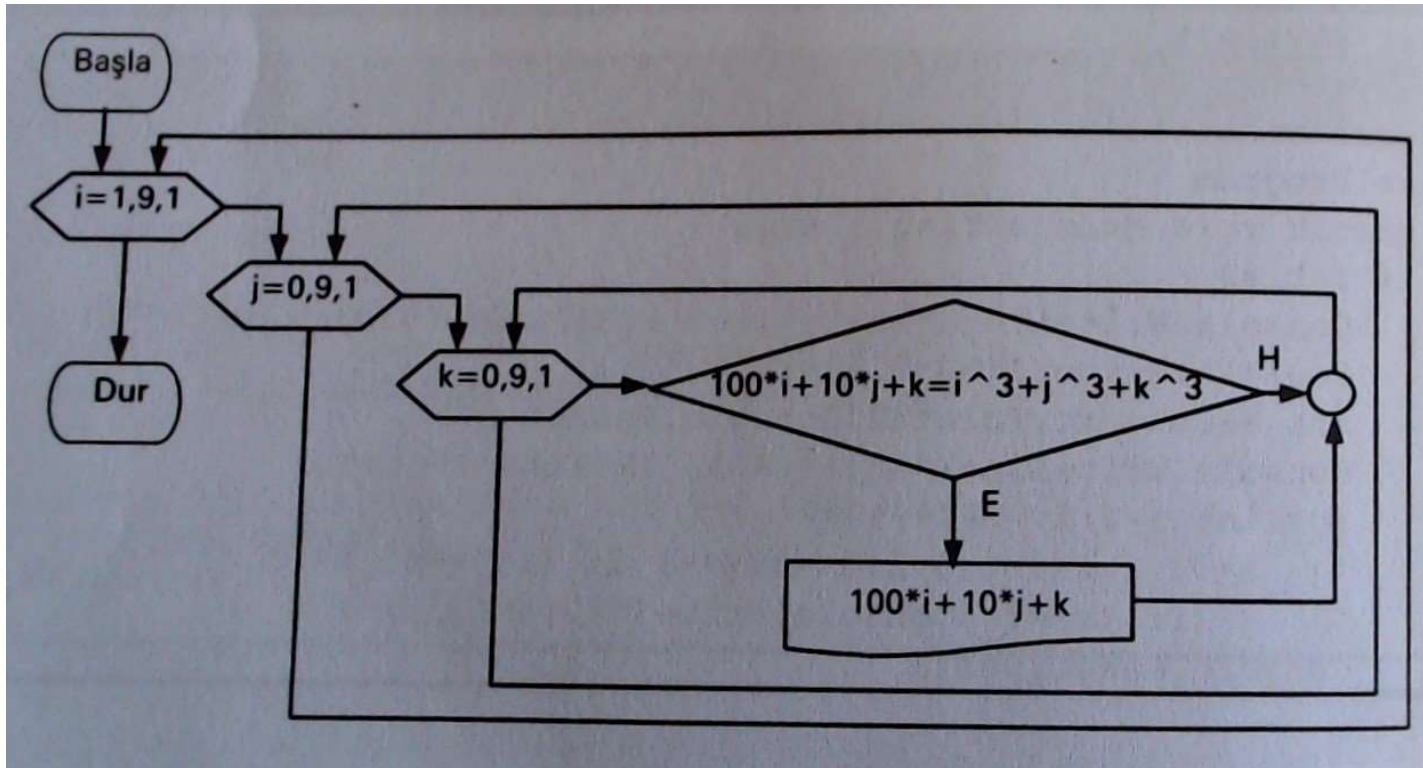 Başla
i=1,9,1
j=0,9,1
k=0,9,1
100*i+10*j+k=i^3+j^3+k^3
H
Dur
E
100*i+10*j+k